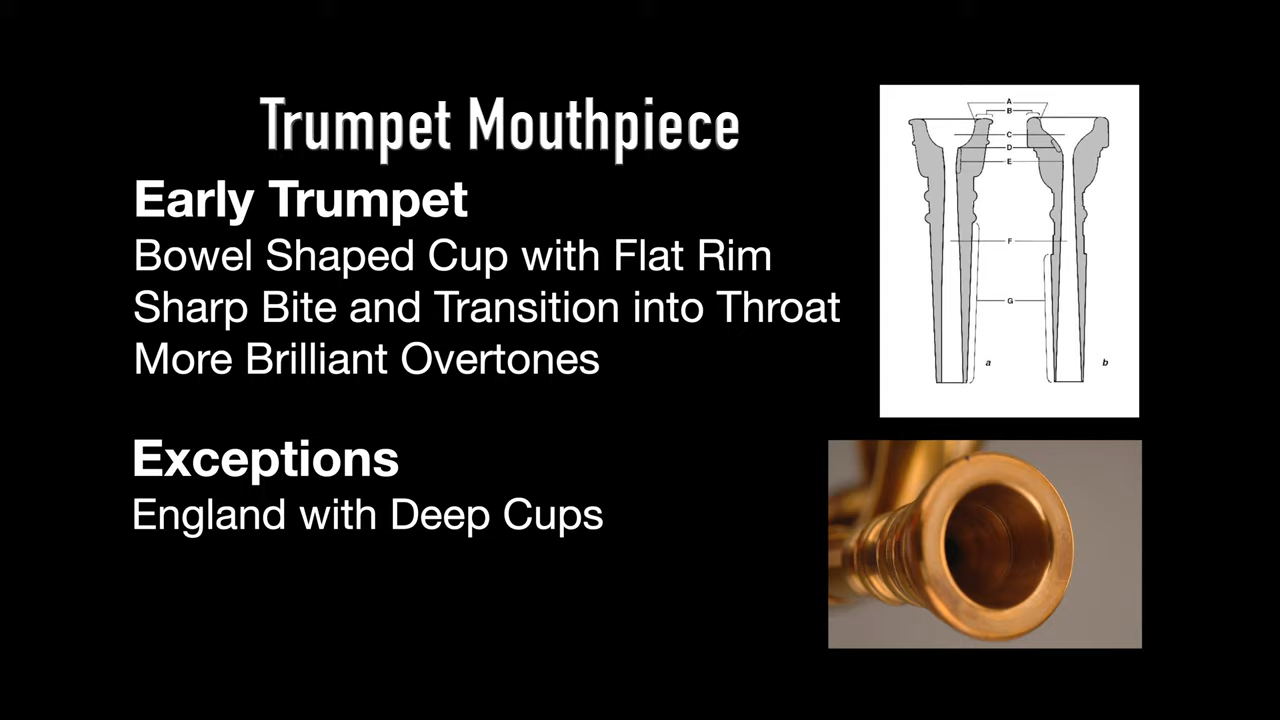 Trumpet Mouthpiece
Early Trumpet
Bowel Shaped Cup with Flat Rim
Sharp Bite and Transition into Throat
More Brilliant Overtones
Exceptions
England with Deep Cups
A
B
C
D
E
F
G
a
b